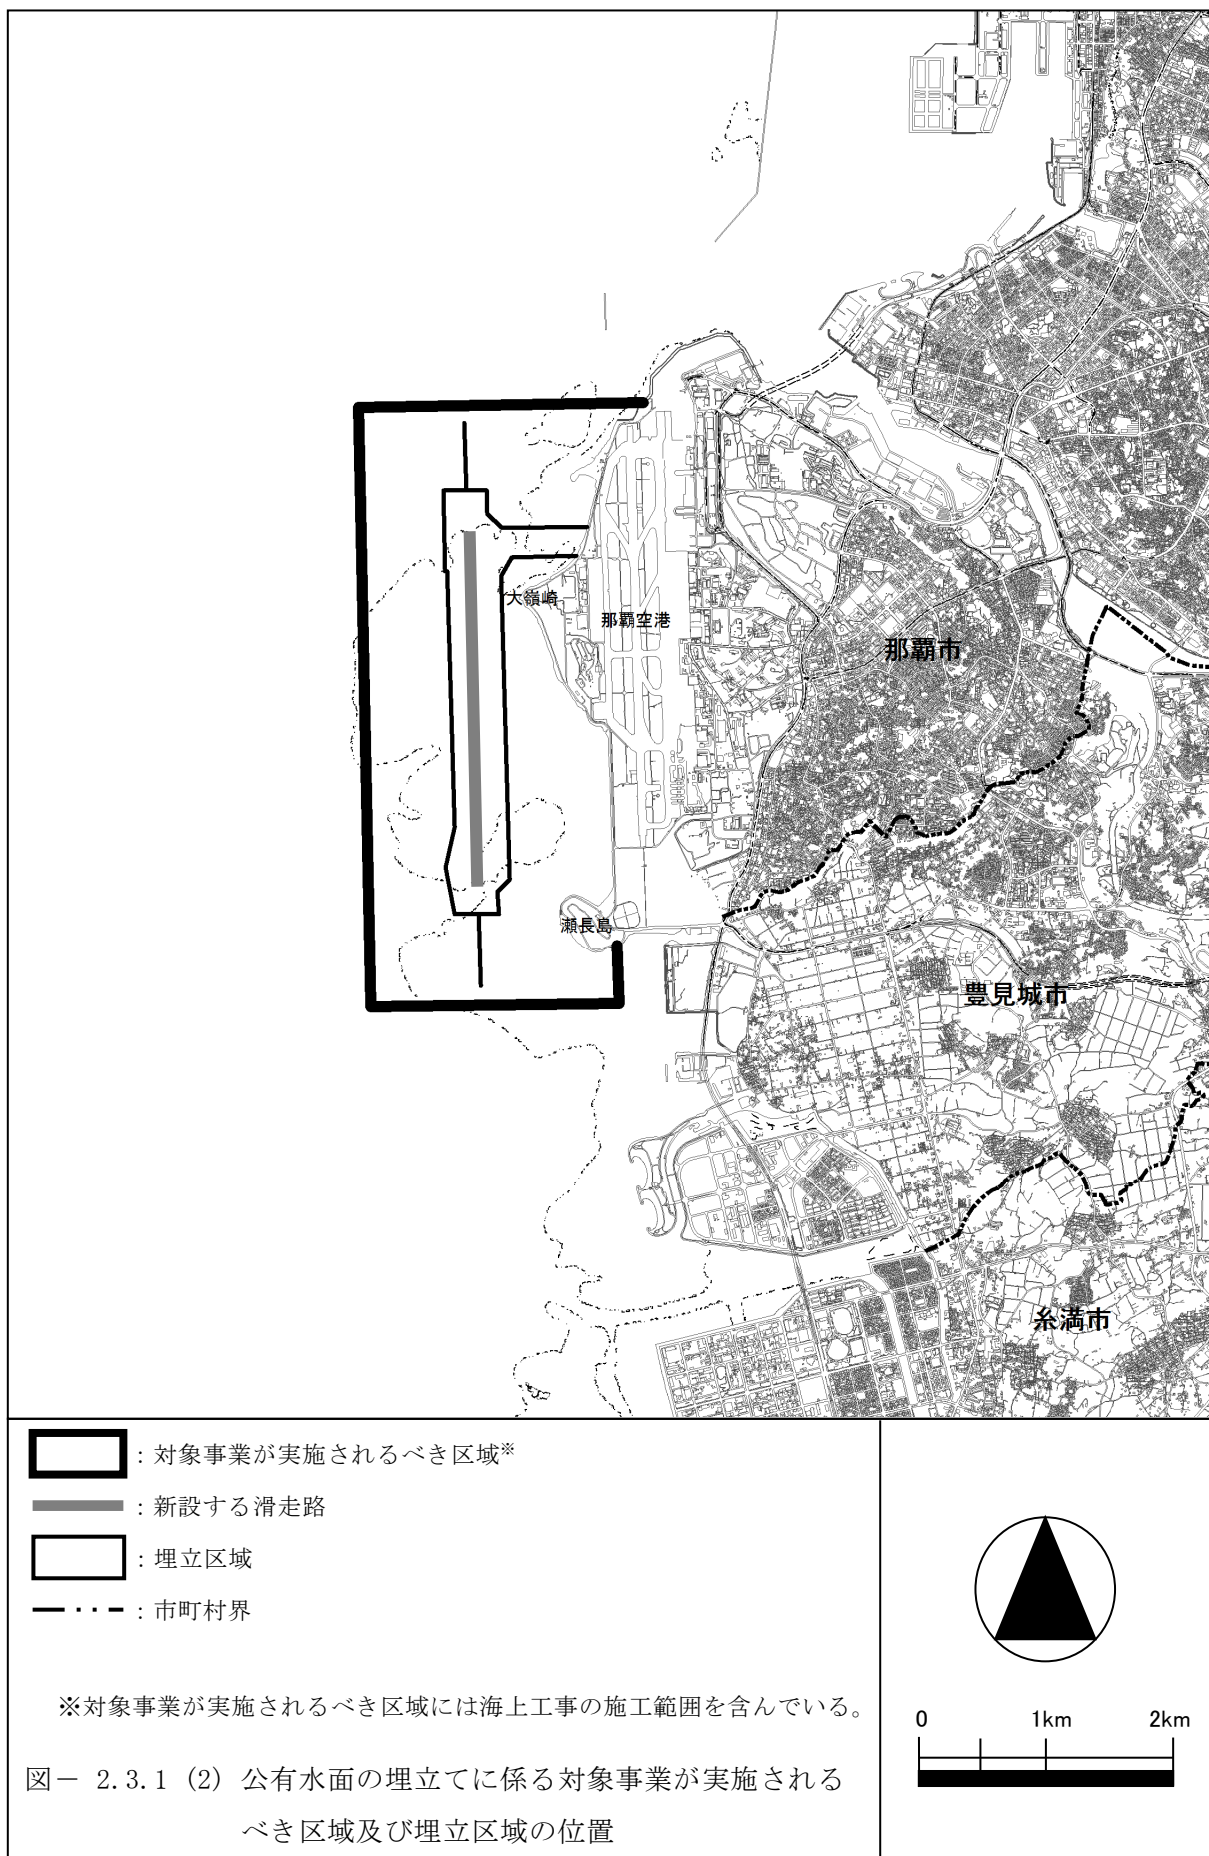 大嶺崎
那覇空港
那覇市
瀬長島
豊見城市
糸満市
：対象事業が実施されるべき区域※
：新設する滑走路
：埋立区域
：市町村界
※対象事業が実施されるべき区域には海上工事の施工範囲を含んでいる。
0 1km 2km
図－ 2.3.1 (2) 公有水面の埋立てに係る対象事業が実施される
べき区域及び埋立区域の位置